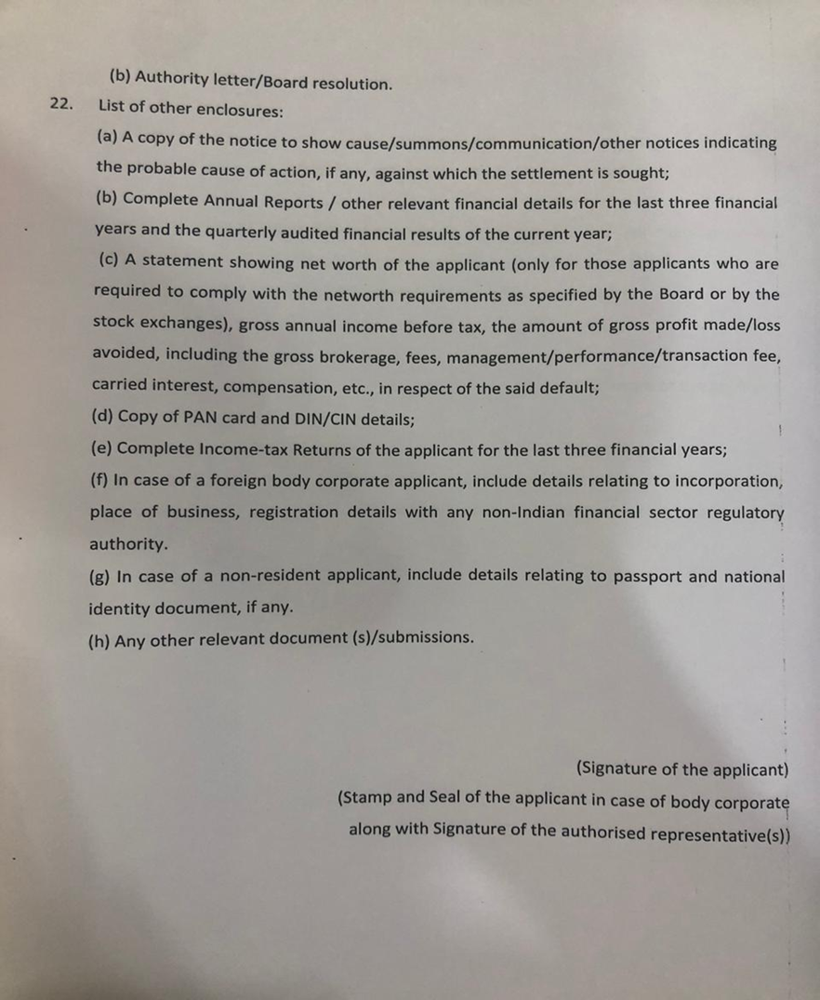 (b) Authority letter/Board resolution.
22. List of other enclosures:
(a) A copy of the notice to show cause/summons/communication/other notices indicating
the probable cause of action, if any, against which the settlement is sought;
(b) Complete Annual Reports / other relevant financial details for the last three financial
years and the quarterly audited financial results of the current year;
(c) A statement showing net worth of the applicant (only for those applicants who are
required to comply with the networth requirements as specified by the Board or by the
stock exchanges), gross annual income before tax, the amount of gross profit made/loss
avoided, including the gross brokerage, fees, management/performance/transaction fee,
carried interest, compensation, etc., in respect of the said default;
(d) Copy of PAN card and DIN/CIN details;
(e) Complete Income-tax Returns of the applicant for the last three financial years;
(f) In case of a foreign body corporate applicant, include details relating to incorporation,
place of business, registration details with any non-Indian financial sector regulatory
authority.
(g) In case of a non-resident applicant, include details relating to passport and national
identity document, if any.
(h) Any other relevant document (s)/submissions.
(Signature of the applicant)
(Stamp and Seal of the applicant in case of body corporate
along with Signature of the authorised representative(s))